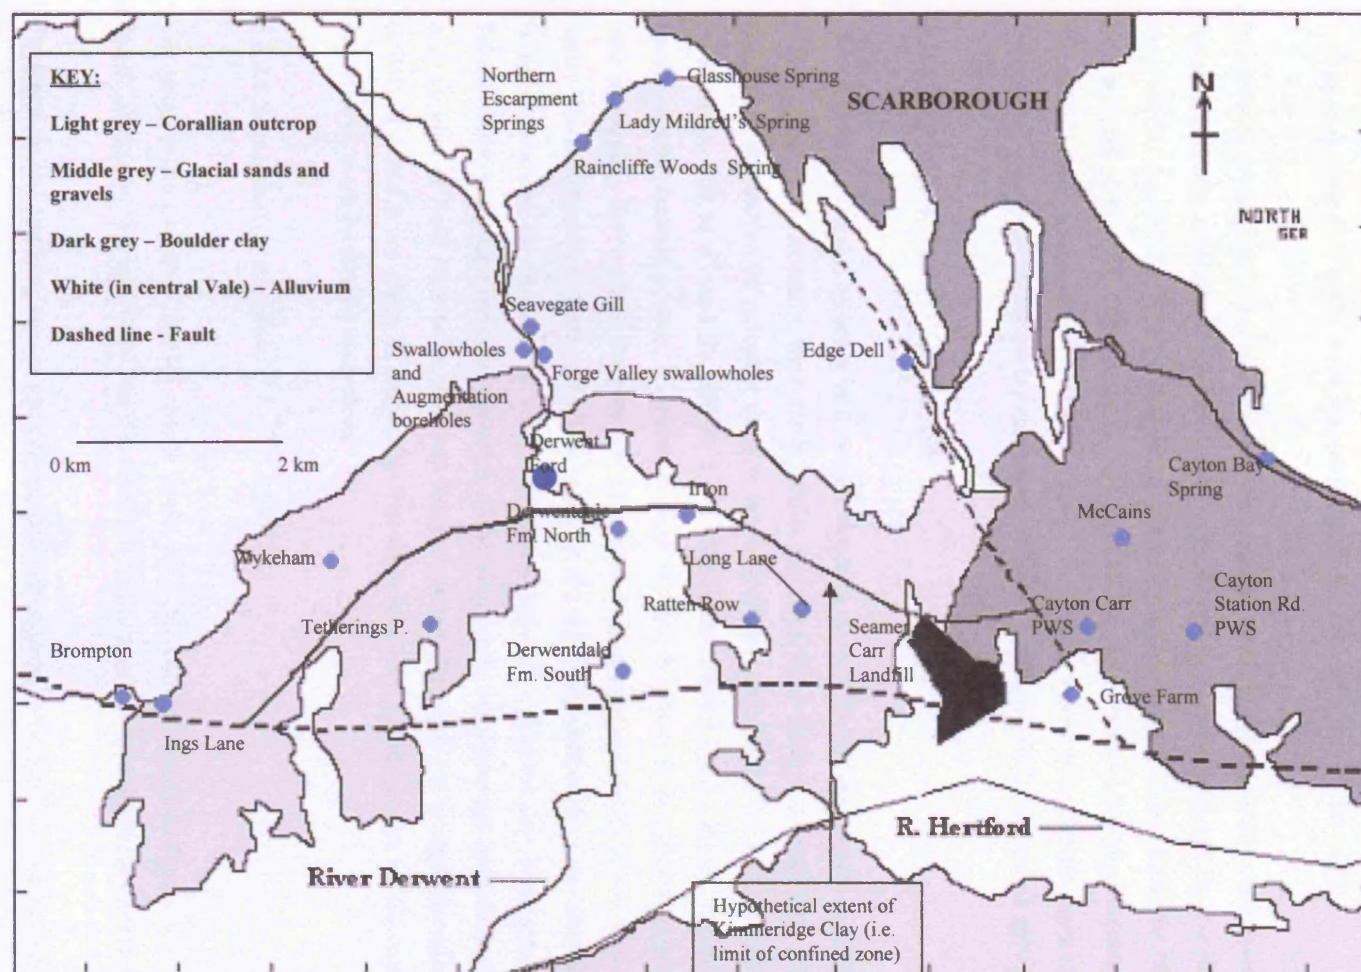 KEY:
Light grey – Corallian outcrop
Middle grey – Glacial sands and
gravels
Dark grey – Boulder clay
White (in central Vale) – Alluvium
Dashed line - Fault
0 km
2 km
Northern
Escarpment
Springs
Glasshouse Spring
Lady Mildred's Spring
Raincliffe Woods Spring
SCARBOROUGH
N
NORTH
SEA
Seavegate Gill
Swallowholes
and
Augmentation
boreholes
Forge Valley swallowholes
Edge Dell
Derwent
Ford
Irton
Derwentdale
Fm North
Cayton Bay
Spring
McCains
Wykeham
Long Lane
Ratten Row
Tetherings P.
Cayton Carr
PWS
Cayton
Station Rd.
PWS
Seamer
Carr
Landfill
Brompton
Derwentdale
Fm. South
Grove Farm
Ings Lane
R. Hertford
River Derwent
Hypothetical extent of
Kimmeridge Clay (i.e.
limit of confined zone)